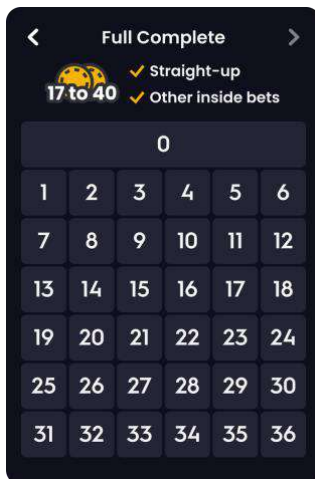 Full Complete
17 to 40
Straight-up
Other inside bets
0
1 2 3 4 5 6
7 8 9 10 11 12
13 14 15 16 17 18
19 20 21 22 23 24
25 26 27 28 29 30
31 32 33 34 35 36